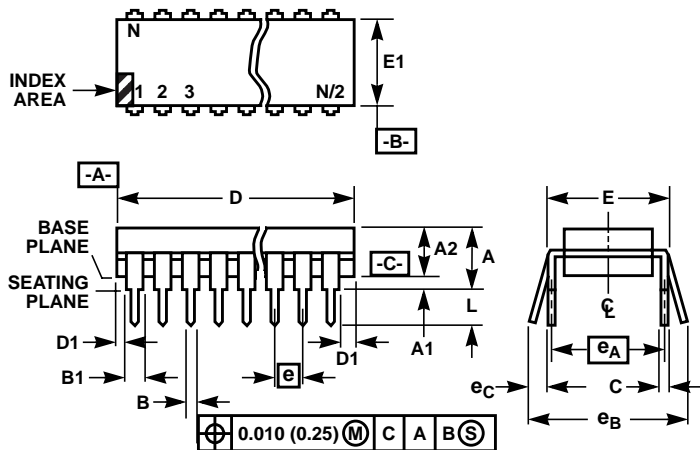 N
E1
INDEX
AREA
1 2 3 N/2
-B-
-A-
D
E
BASE
PLANE
A2
A
-C-
SEATING
PLANE
L
C
L
D1
A1
D1
B1
e
eA
B
eC
C
eB
0.010 (0.25) M C A B S